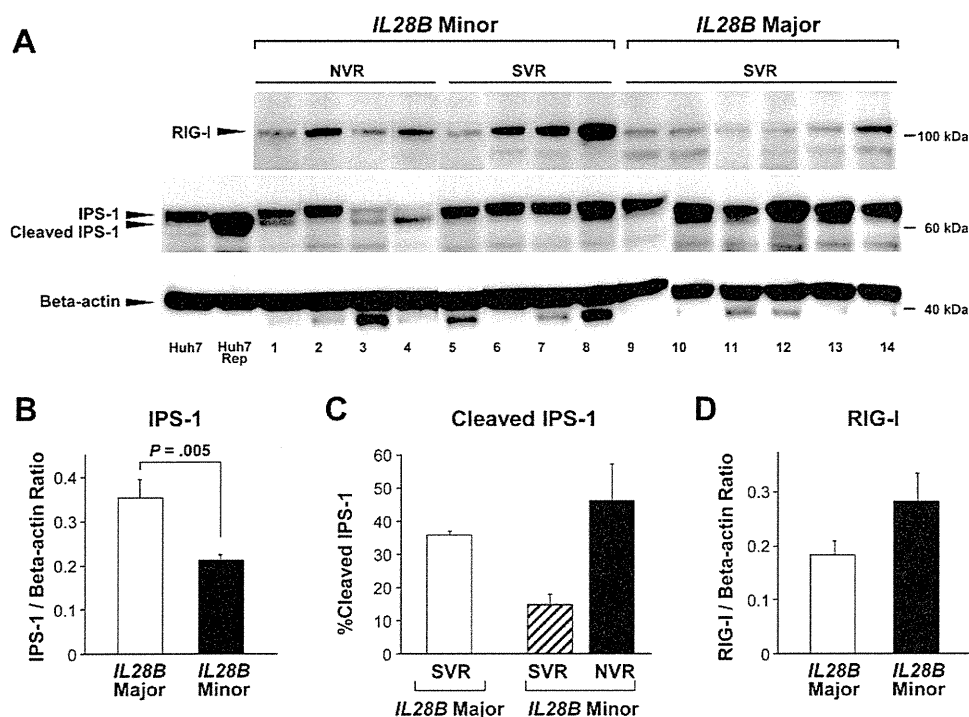 A
IL28B Minor
IL28B Major
NVR
SVR
SVR
RIG-I
100 kDa
IPS-1
Cleaved IPS-1
60 kDa
Beta-actin
40 kDa
Huh7
Huh7 Rep
1 2 3 4 5 6 7 8 9 10 11 12 13 14
B
IPS-1
P = .005
IPS-1 / Beta-actin Ratio
0.4
0.3
0.2
0.1
0
IL28B Major
IL28B Minor
C
Cleaved IPS-1
%Cleaved IPS-1
60
50
40
30
20
10
0
SVR
SVR
NVR
IL28B Major
IL28B Minor
D
RIG-I
RIG-I / Beta-actin Ratio
0.3
0.2
0.1
0
IL28B Major
IL28B Minor